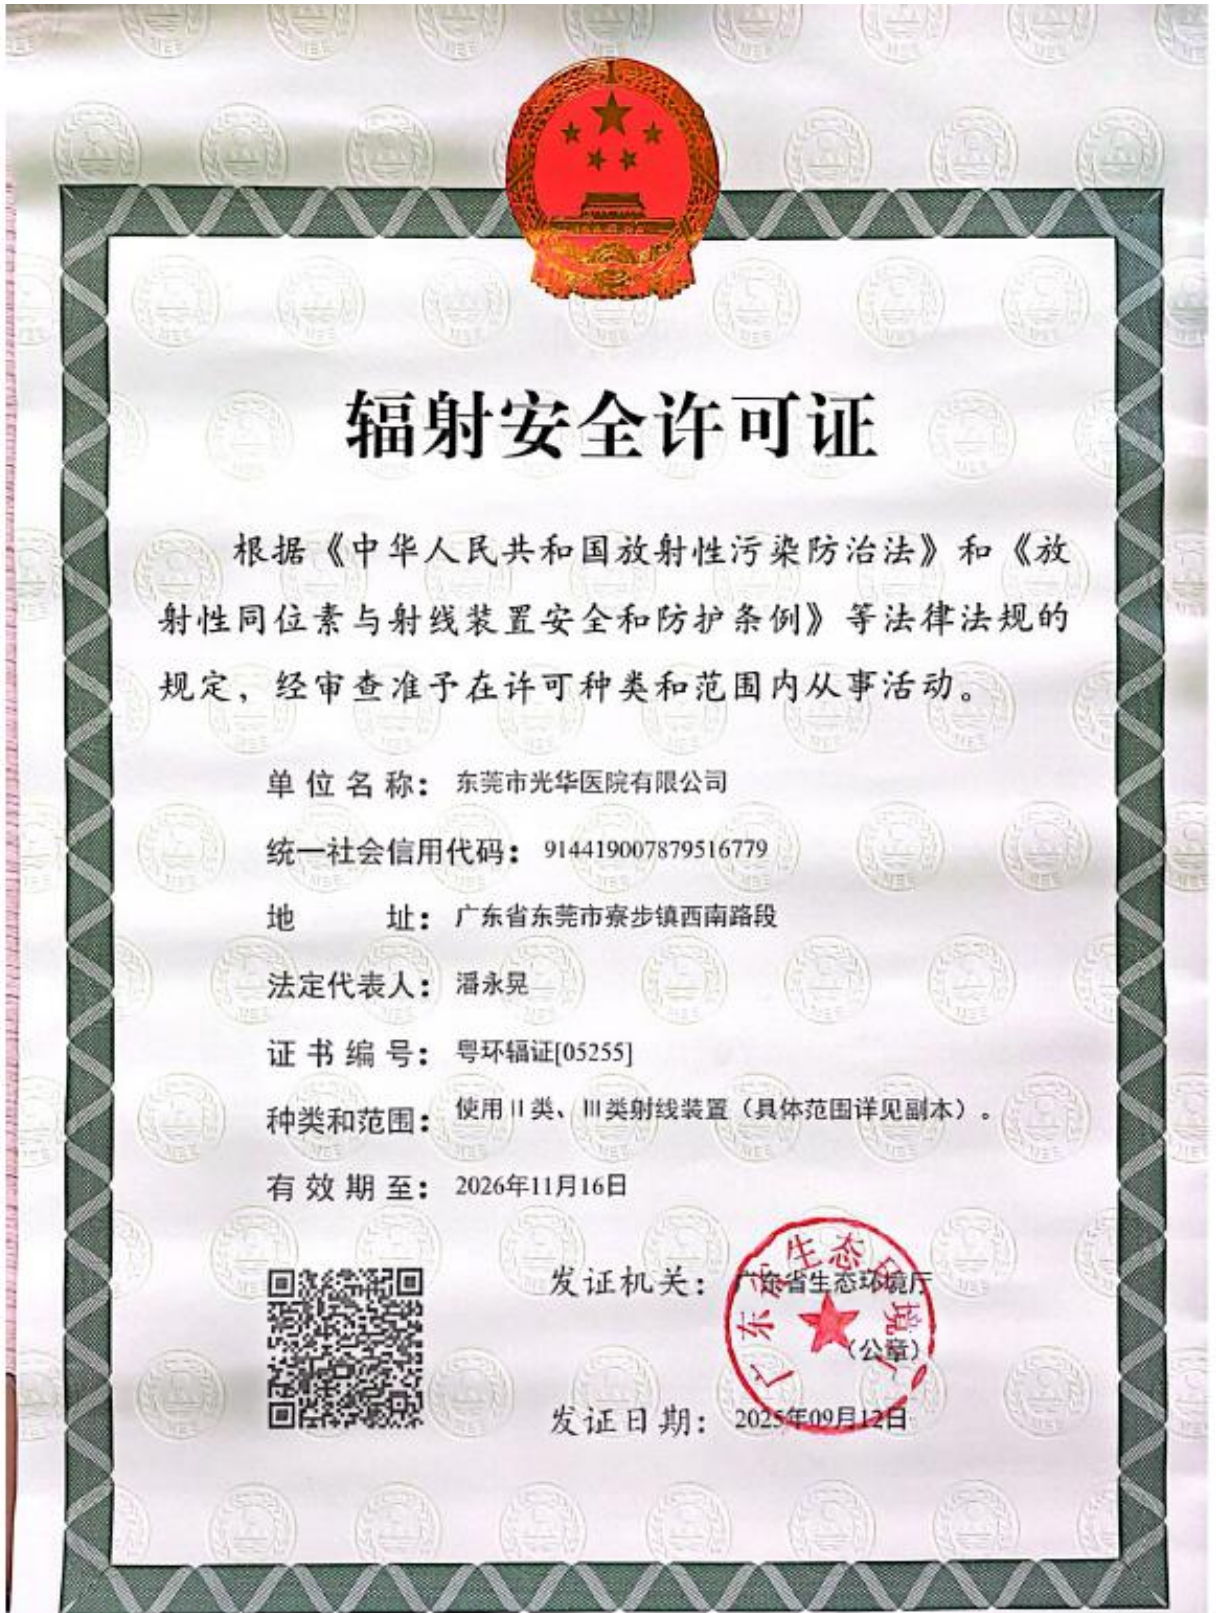 辐射安全许可证
根据《中华人民共和国放射性污染防治法》和《放
射性同位素与射线装置安全和防护条例》等法律法规的
规定，经审查准予在许可种类和范围内从事活动。
单位名称：东莞市光华医院有限公司
统一社会信用代码：914419007879516779
地址：广东省东莞市寮步镇西南路段
法定代表人：潘永晃
证书编号：粤环辐证[05255]
种类和范围：使用Ⅱ类、Ⅲ类射线装置（具体范围详见副本）。
有效期至：2026年11月16日
发证机关：广东省生态环境厅
（公章）
发证日期：2025年09月12日
广东省生态环境厅
MEE